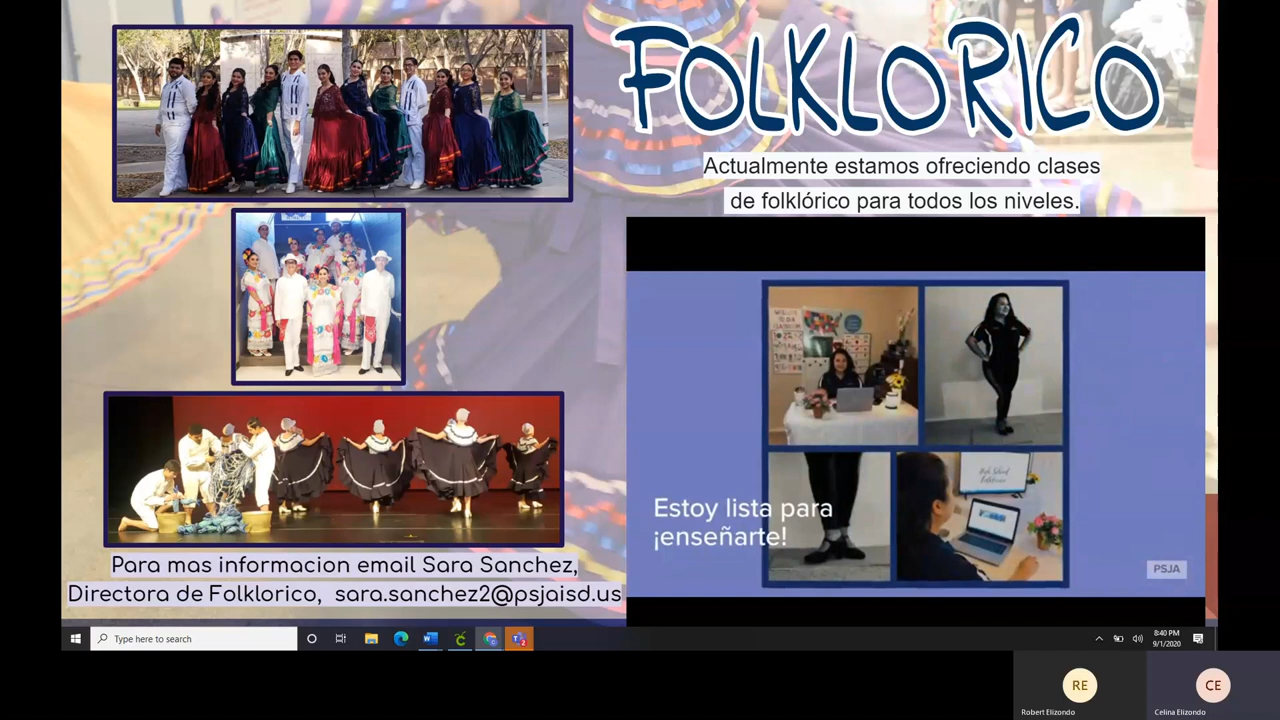 FOLKLORICO
Actualmente estamos ofreciendo clases
de folklórico para todos los niveles.
Estoy lista para
¡enseñarte!
PSJA
Para mas informacion email Sara Sanchez,
Directora de Folklorico, sara.sanchez2@psjaisd.us
Type here to search
8:40 PM
9/1/2020
RE
CE
Robert Elizondo
Celina Elizondo